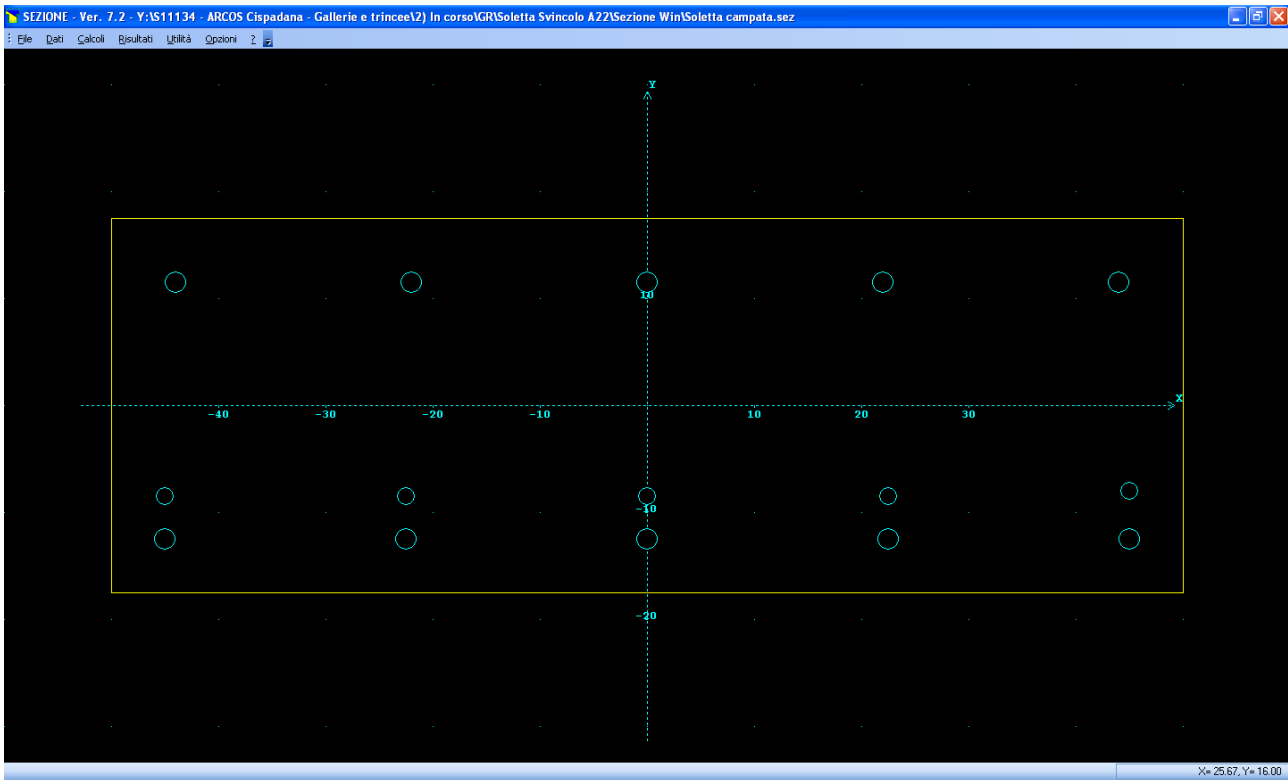 SEZIONE - Ver. 7.2 - Y:\S11134 - ARCOS Cispadana - Gallerie e trincee\2) In corso\GR\Soletta Svincolo A22\Sezione Win\Soletta campata.sez
File Dati Calcoli Risultati Utilità Opzioni ?
Y
10
X
-40 -30 -20 -10 10 20 30
-10
-20
X= 25.67, Y= 16.00